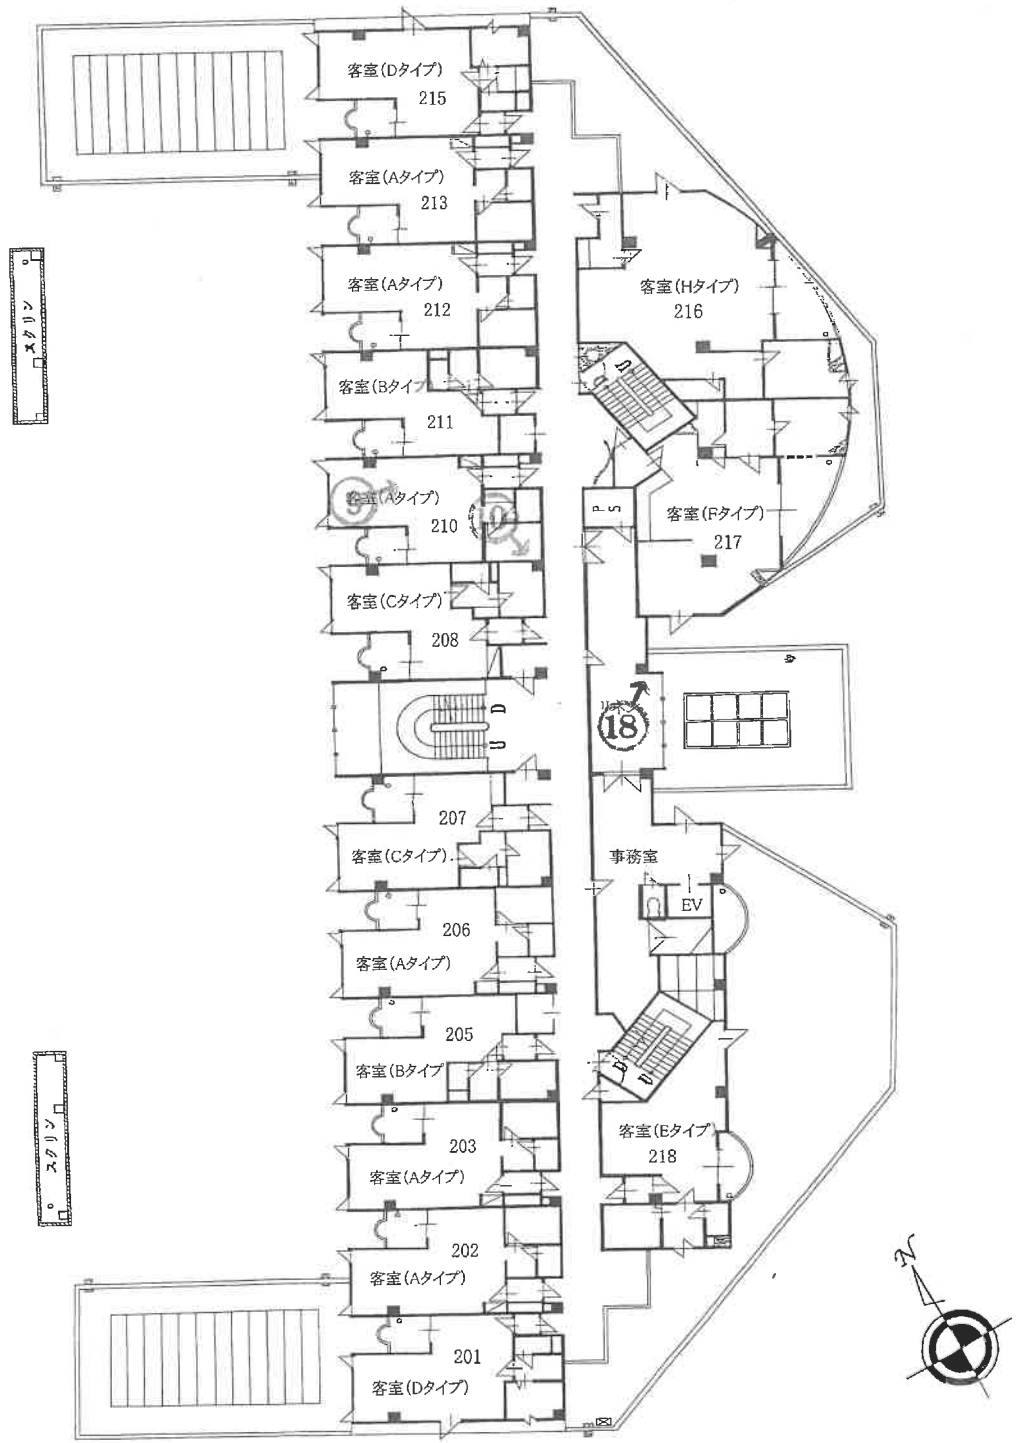 客室(Dタイプ)
215
客室(Aタイプ)
213
客室(Aタイプ)
212
客室(Bタイプ
211
客室(Aタイプ)
210
9
10
客室(Cタイプ)
208
客室(Hタイプ)
216
D
U
客室(Fタイプ)
217
PS
スクリン
D
U
リネン
18
207
客室(Cタイプ)
206
客室(Aタイプ)
205
客室(Bタイプ
203
客室(Aタイプ)
202
客室(Aタイプ)
201
客室(Dタイプ)
事務室
EV
D
U
客室(Eタイプ
218
スクリン
N